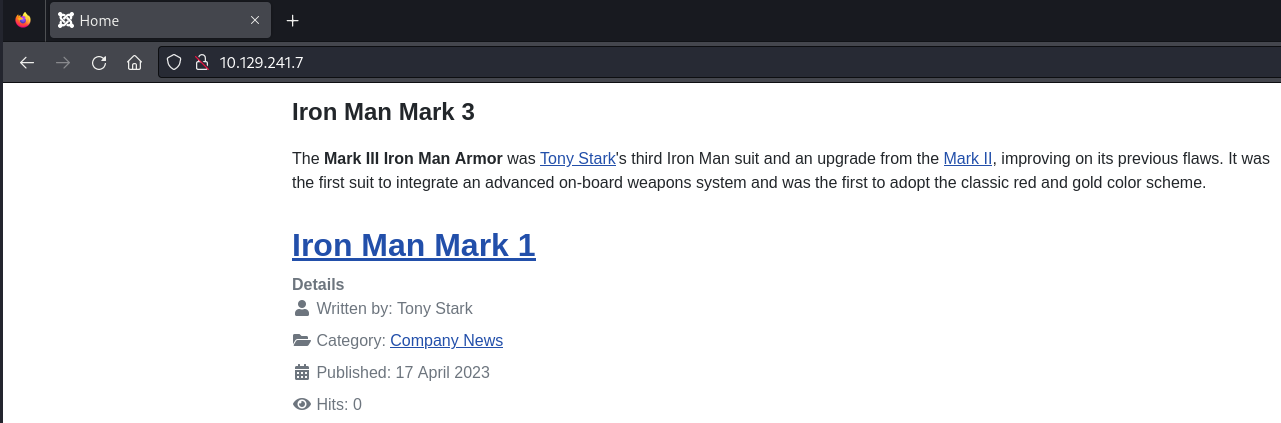 Home
10.129.241.7
Iron Man Mark 3
The Mark III Iron Man Armor was Tony Stark's third Iron Man suit and an upgrade from the Mark II, improving on its previous flaws. It was
the first suit to integrate an advanced on-board weapons system and was the first to adopt the classic red and gold color scheme.
Iron Man Mark 1
Details
Written by: Tony Stark
Category: Company News
Published: 17 April 2023
Hits: 0